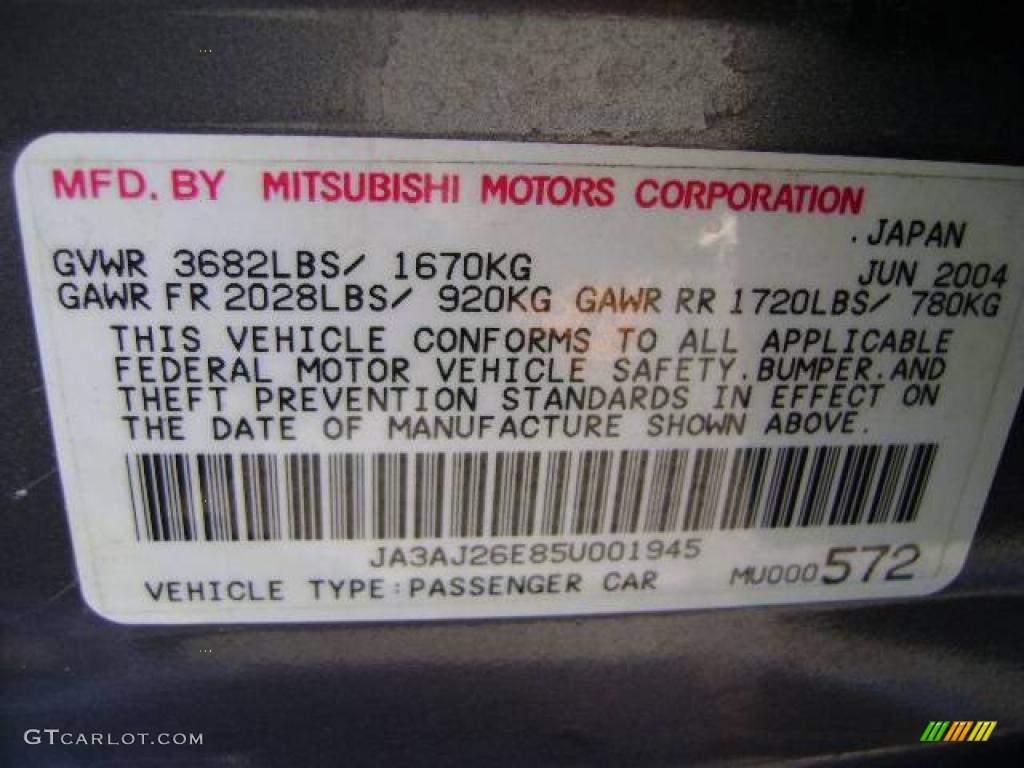 MFD. BY MITSUBISHI MOTORS CORPORATION
. JAPAN
GVWR 3682LBS/ 1670KG JUN 2004
GAWR FR 2028LBS/ 920KG GAWR RR 1720LBS/ 780KG
THIS VEHICLE CONFORMS TO ALL APPLICABLE
FEDERAL MOTOR VEHICLE SAFETY.BUMPER.AND
THEFT PREVENTION STANDARDS IN EFFECT ON
THE DATE OF MANUFACTURE SHOWN ABOVE.
JA3AJ26E85U001945
VEHICLE TYPE:PASSENGER CAR MU000572
GTCARLOT.COM